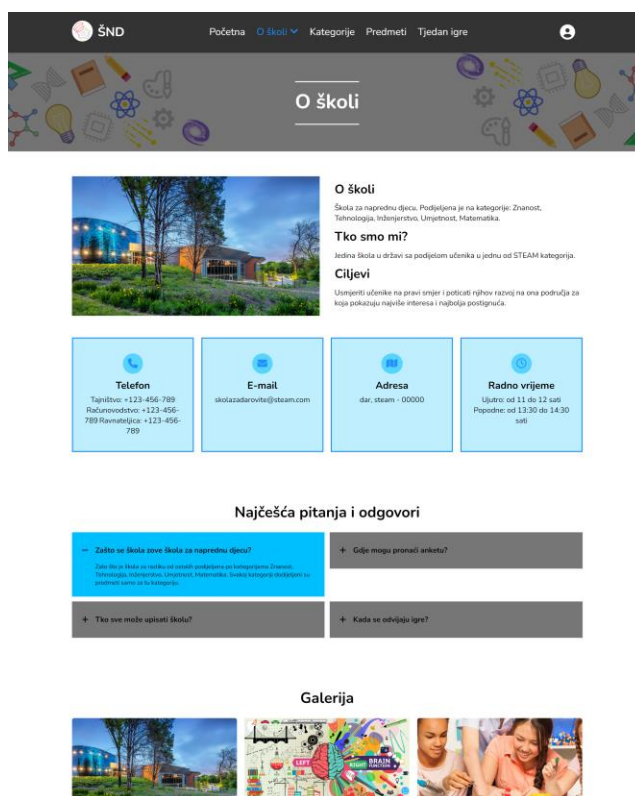 ŠND
Početna O školi Kategorije Predmeti Tjedan igre
O školi
O školi
Škola za naprednu djecu. Podijeljena je na kategorije: Znanost,
Tehnologija, Inženjerstvo, Umjetnost, Matematika.
Tko smo mi?
Jedina škola u državi sa podijelom učenika u jednu od STEAM kategorija.
Ciljevi
Usmjeriti učenike na pravi smjer i poticati njihov razvoj na ona područja za
koja pokazuju najviše interesa i najbolja postignuća.
Telefon
Tajništvo: +123-456-789
Računovodstvo: +123-456-
789 Ravnateljica: +123-456-
789
E-mail
skolazadarovite@steam.com
Adresa
dar, steam - 00000
Radno vrijeme
Ujutro: od 11 do 12 sati
Popodne: od 13:30 do 14:30
sati
Najčešća pitanja i odgovori
− Zašto se škola zove škola za naprednu djecu?
Zato što je škola za razliku od ostalih podijeljena po kategorijama Znanost,
Tehnologija, Inženjerstvo, Umjetnost, Matematika. Svakoj kategoriji dodijeljeni su
predmeti samo za tu kategoriju.
+ Gdje mogu pronaći anketu?
+ Tko sve može upisati školu?
+ Kada se odvijaju igre?
Galerija
LEFT
RIGHT BRAIN
FUNCTIONS